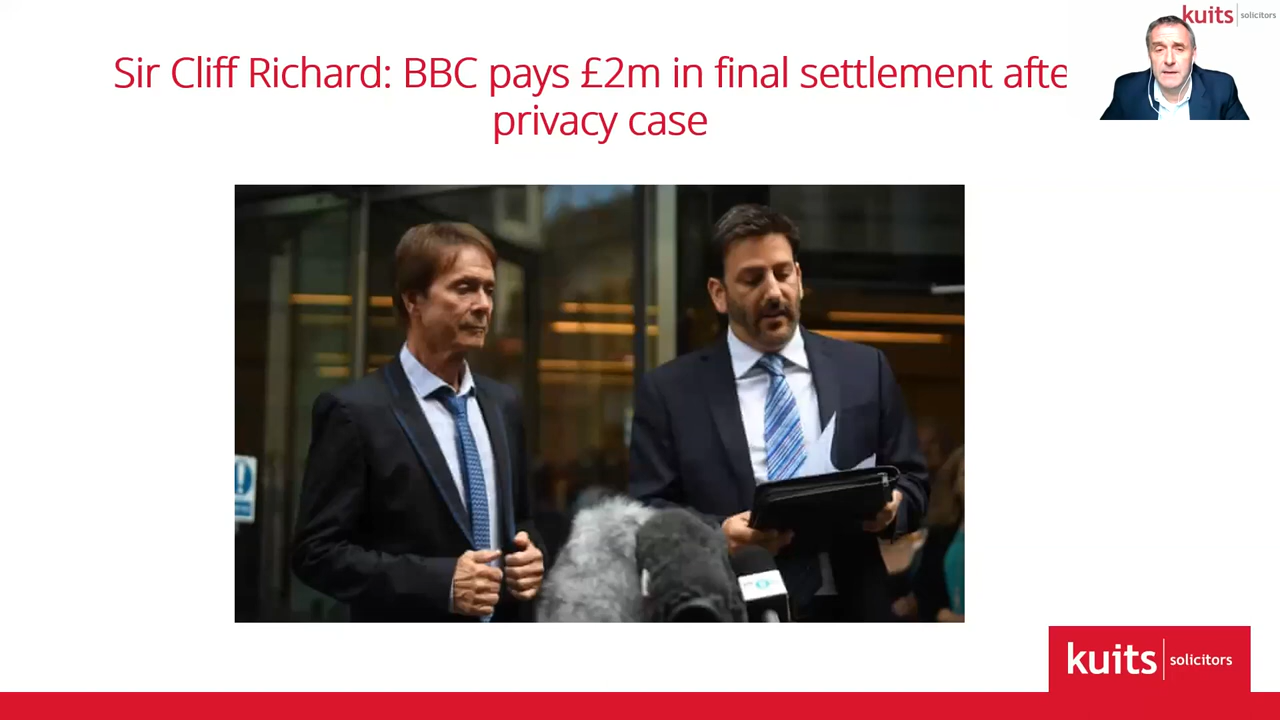 kuits solicitors
Sir Cliff Richard: BBC pays £2m in final settlement afte
privacy case
kuits solicitors